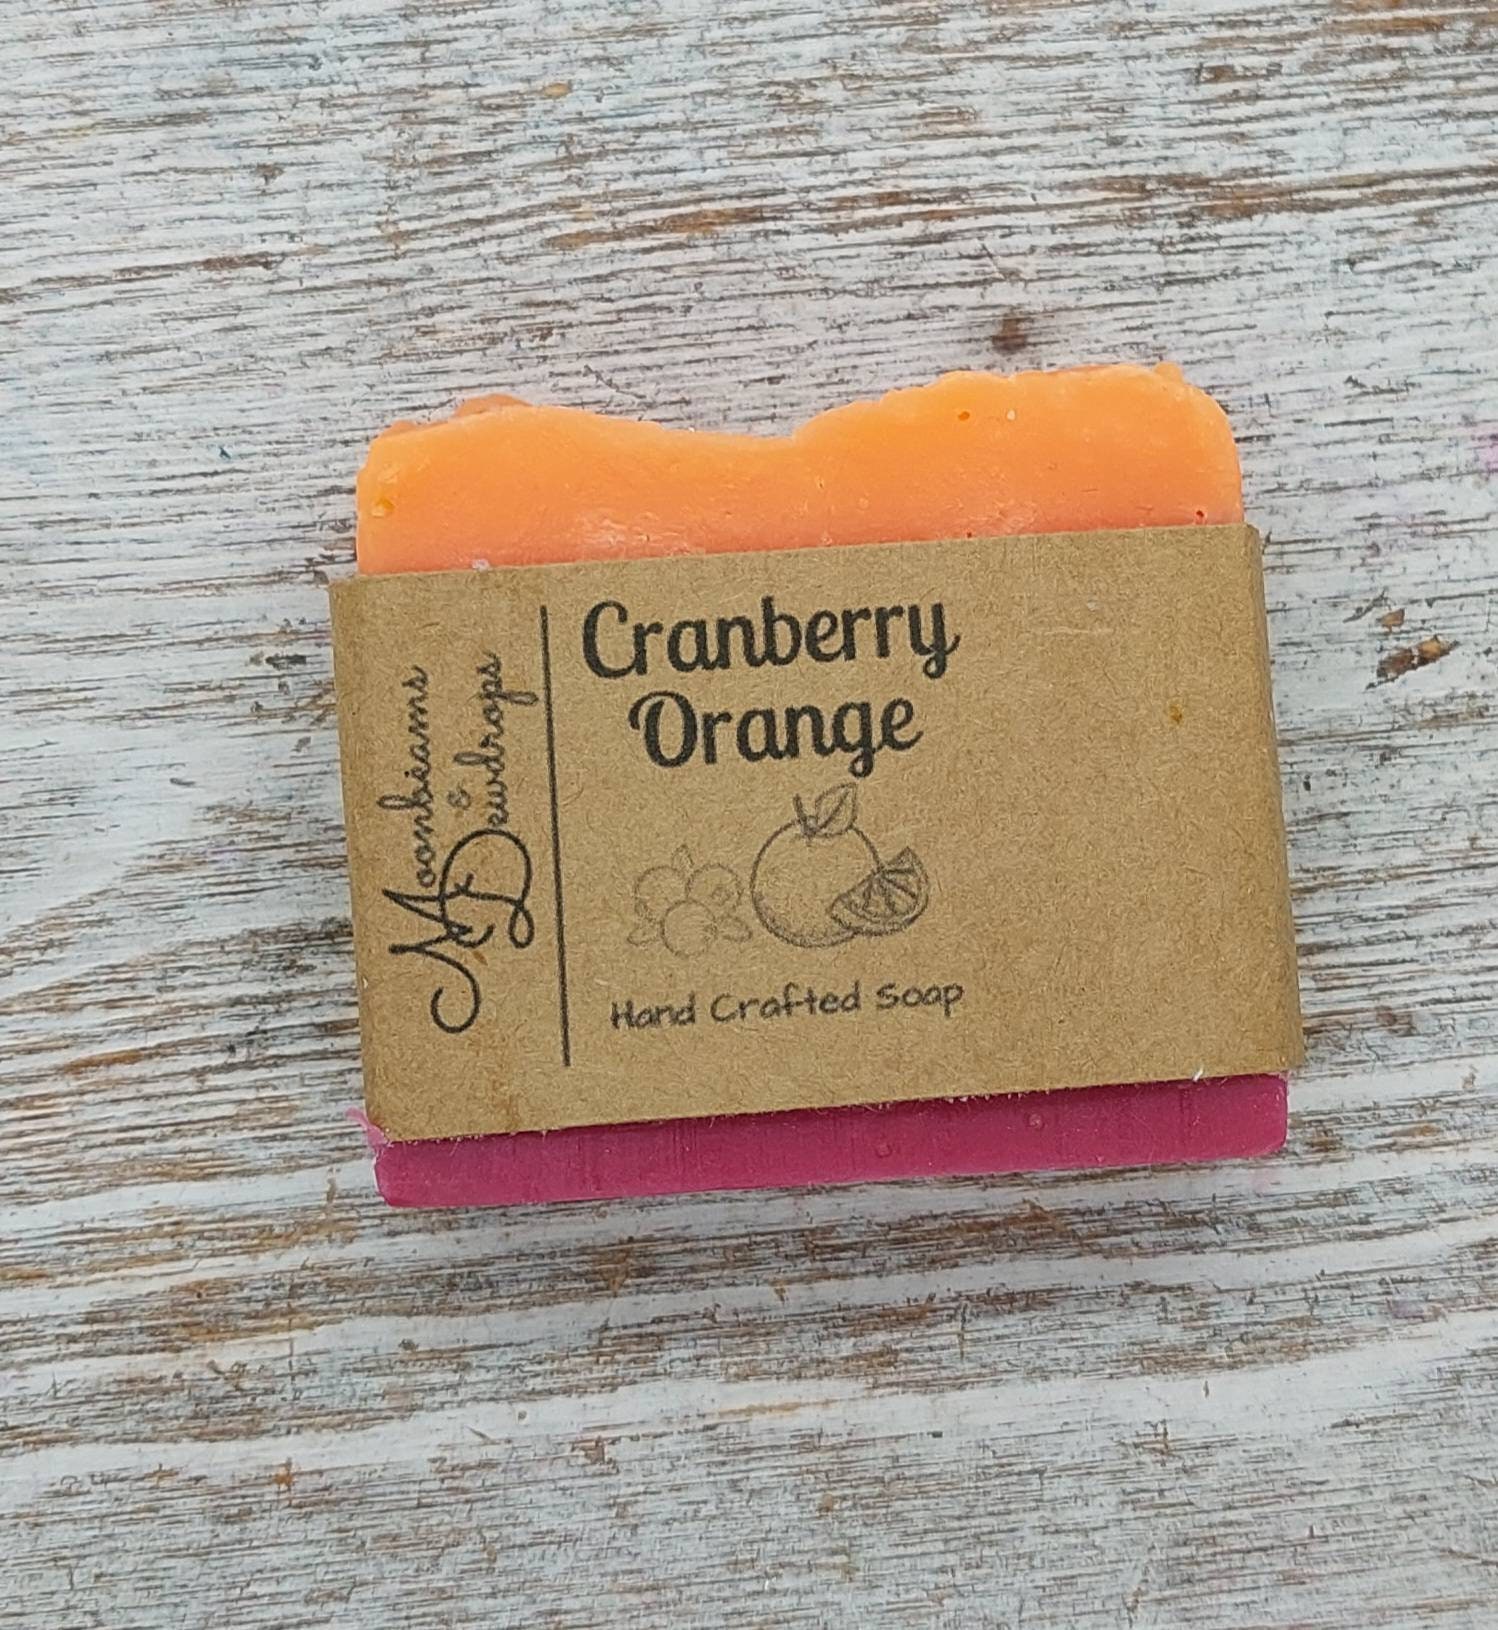 Moonbeams
&
Dewdrops
Cranberry
Orange
Hand Crafted Soap